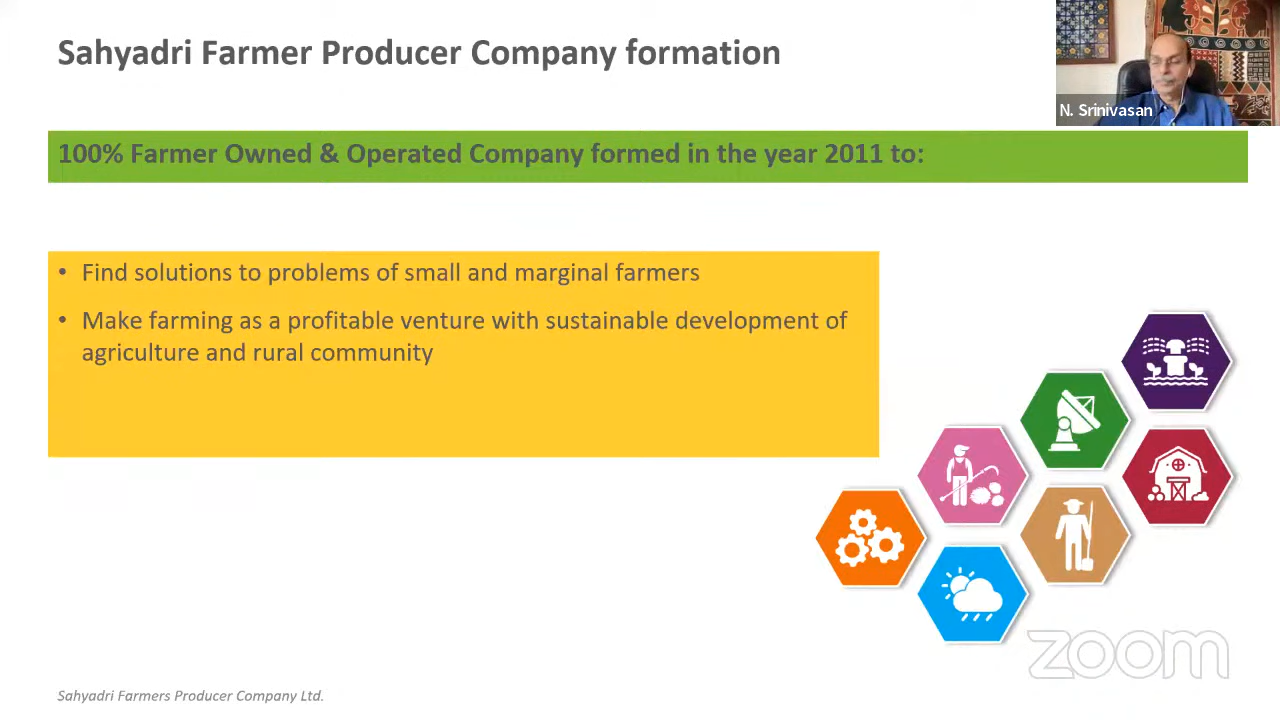 Sahyadri Farmer Producer Company formation
N. Srinivasan
100% Farmer Owned & Operated Company formed in the year 2011 to:
• Find solutions to problems of small and marginal farmers
• Make farming as a profitable venture with sustainable development of
agriculture and rural community
zoom
Sahyadri Farmers Producer Company Ltd.